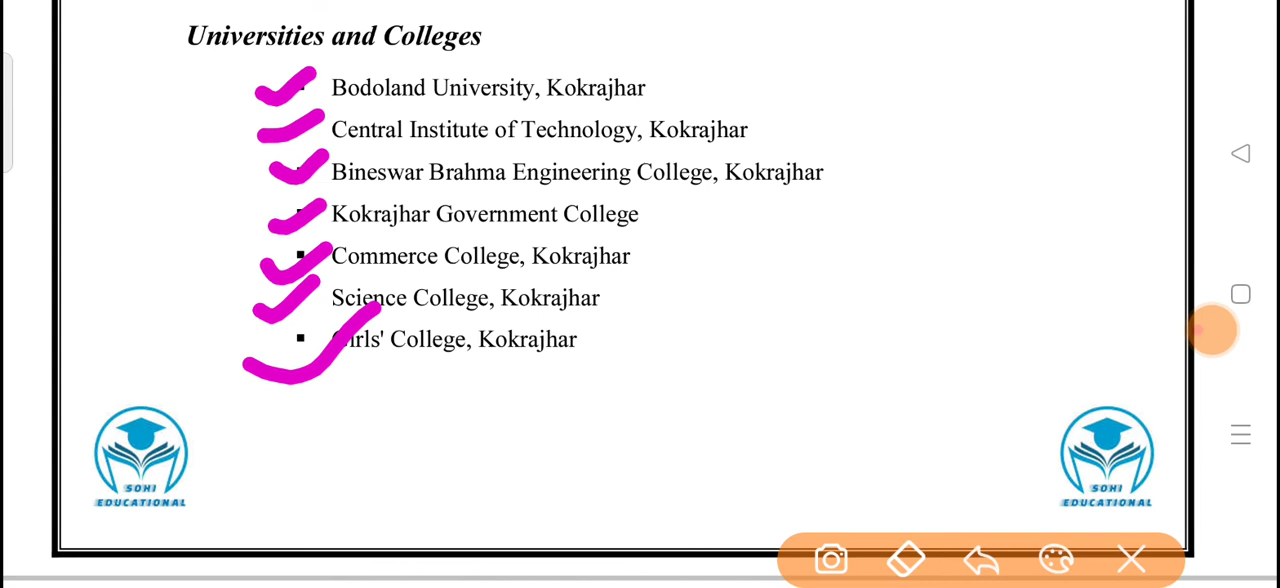 Universities and Colleges
Bodoland University, Kokrajhar
Central Institute of Technology, Kokrajhar
Bineswar Brahma Engineering College, Kokrajhar
Kokrajhar Government College
Commerce College, Kokrajhar
Science College, Kokrajhar
Girls' College, Kokrajhar
SOHI
EDUCATIONAL
SOHI
EDUCATIONAL